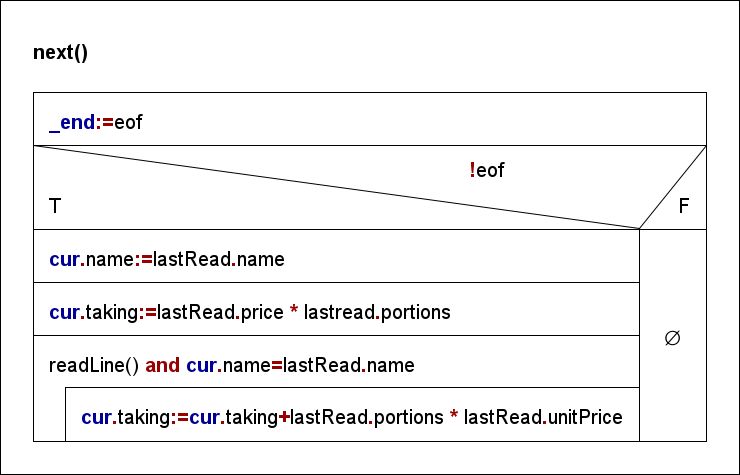 next()
_end:=eof
!eof
T
F
cur.name:=lastRead.name
cur.taking:=lastRead.price * lastread.portions
∅
readLine() and cur.name=lastRead.name
cur.taking:=cur.taking+lastRead.portions * lastRead.unitPrice